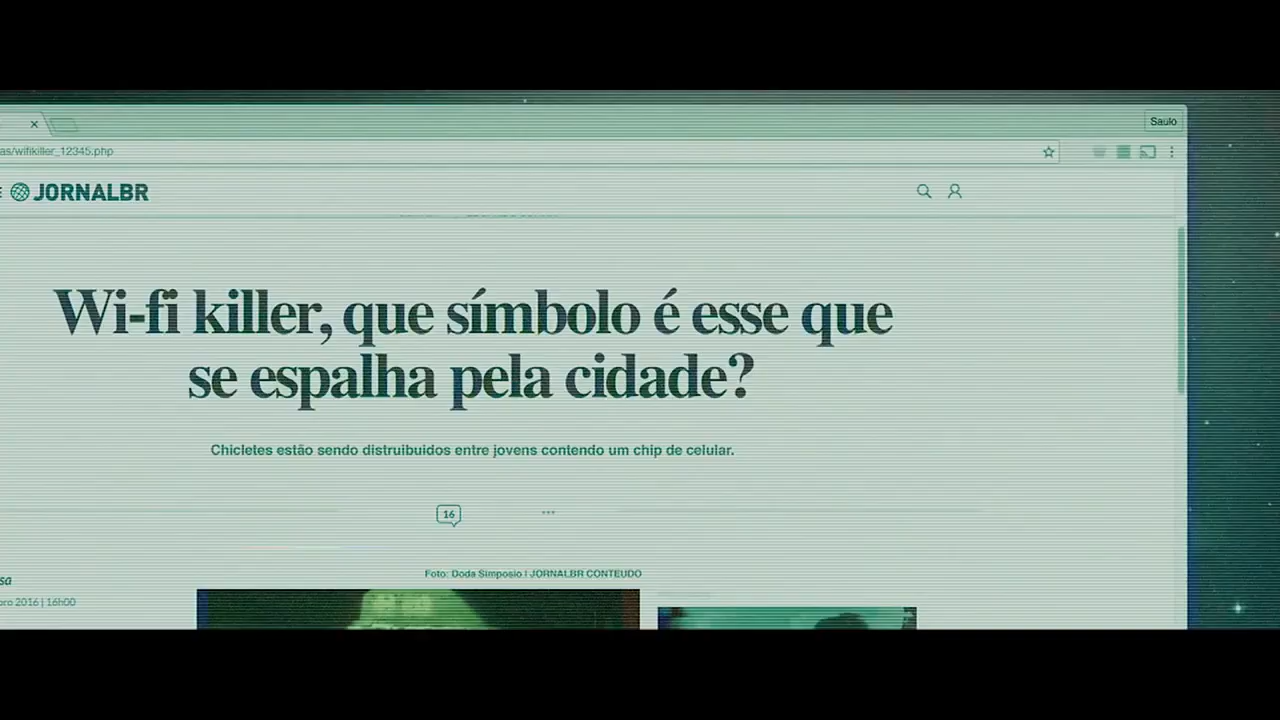 Saulo
as/wifikiller_12345.php
JORNALBR
Wi-fi killer, que símbolo é esse que
se espalha pela cidade?
Chicletes estão sendo distruibuidos entre jovens contendo um chip de celular.
16
Foto: Doda Simposio | JORNALBR CONTEUDO
sa
bro 2016 | 16h00